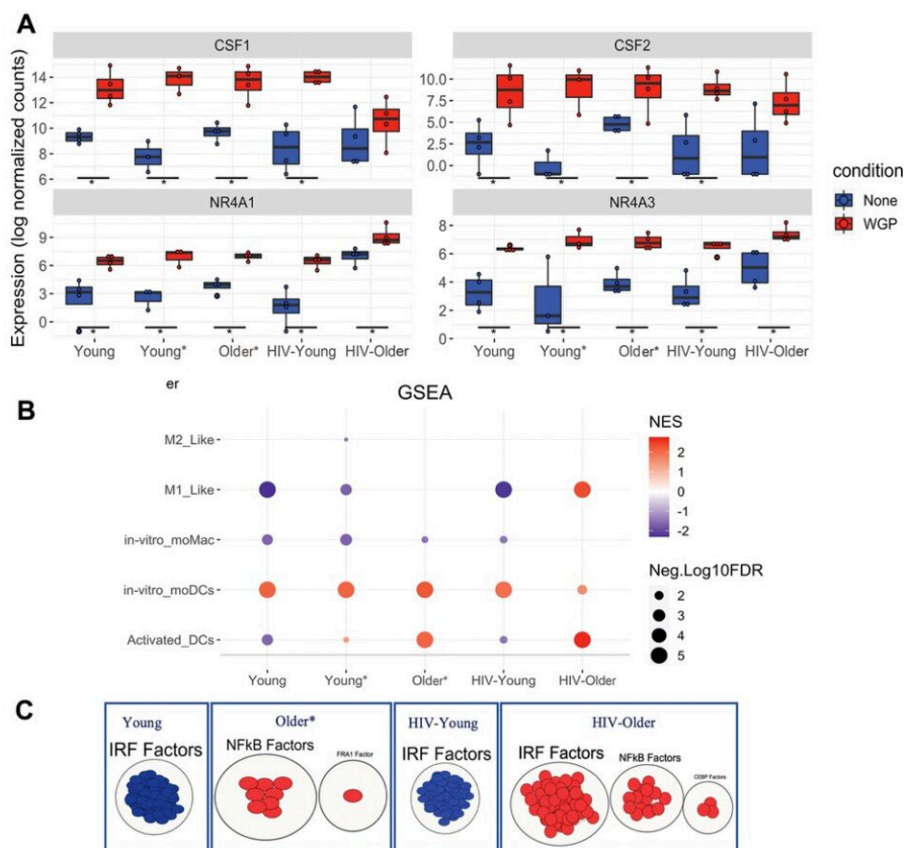 A
CSF1
CSF2
Expression (log normalized counts)
14
12
10
8
6
10.0
7.5
5.0
2.5
0.0
condition
None
WGP
NR4A1
NR4A3
9
6
3
0
8
6
4
2
0
* * * *
* * * * *
* * * * *
* * * * *
Young Young* Older* HIV-Young HIV-Older
Young Young* Older* HIV-Young HIV-Older
er
B
GSEA
M2_Like
M1_Like
in-vitro_moMac
in-vitro_moDCs
Activated_DCs
Young Young* Older* HIV-Young HIV-Older
NES
2
1
0
-1
-2
Neg.Log10FDR
2
3
4
5
C
Young
IRF Factors
Older*
NFkB Factors
FRA1 Factor
HIV-Young
IRF Factors
HIV-Older
IRF Factors
NFkB Factors
CEBP Factors